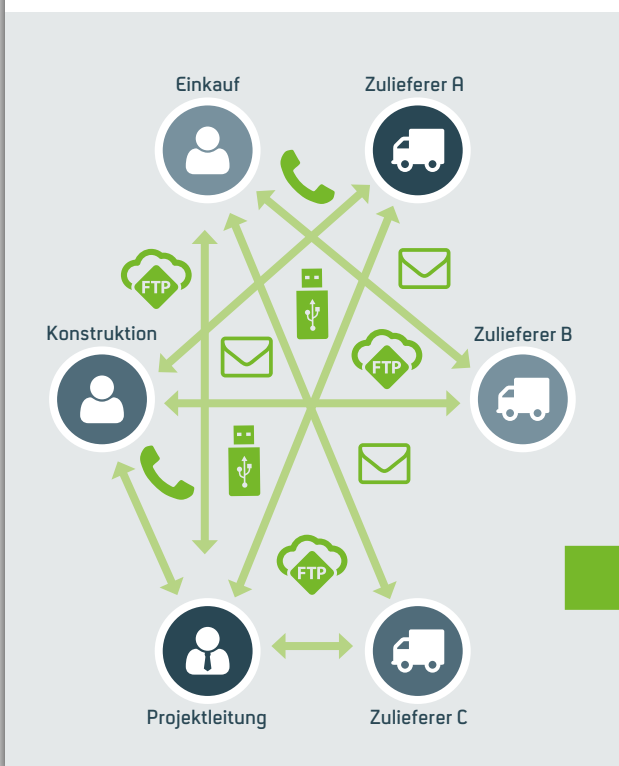 Einkauf
Zulieferer A
FTP
Konstruktion
Zulieferer B
FTP
FTP
Projektleitung
Zulieferer C